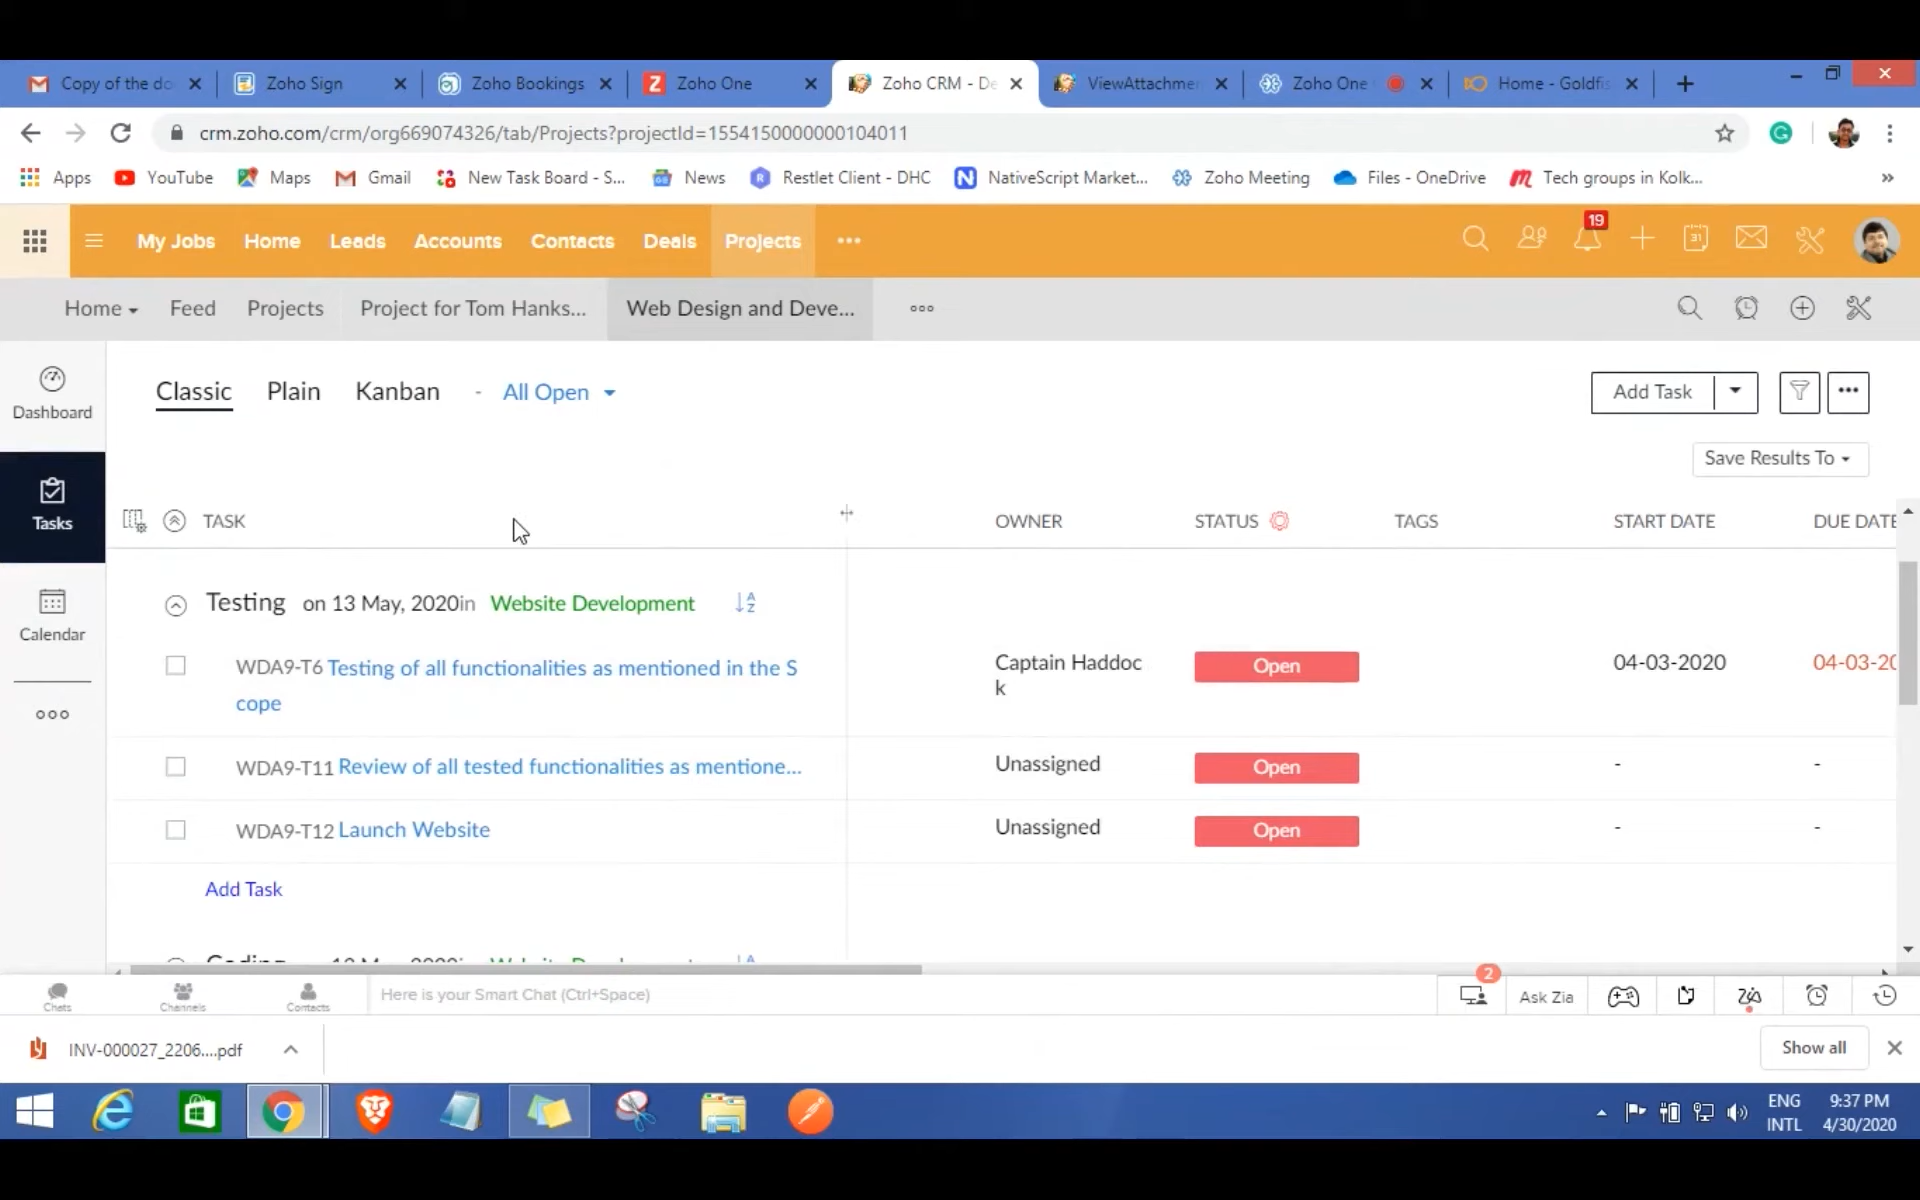 Copy of the do
Zoho Sign
Zoho Bookings
Zoho One
Zoho CRM - De
ViewAttachmer
Zoho One
Home - Goldfis
crm.zoho.com/crm/org669074326/tab/Projects?projectId=1554150000000104011
Apps
YouTube
Maps
Gmail
New Task Board - S...
News
Restlet Client - DHC
NativeScript Market...
Zoho Meeting
Files - OneDrive
Tech groups in Kolk...
»
My Jobs
Home
Leads
Accounts
Contacts
Deals
Projects
19
31
Home
Feed
Projects
Project for Tom Hanks...
Web Design and Deve...
Dashboard
Tasks
Calendar
Classic
Plain
Kanban
-
All Open
Add Task
Save Results To
TASK
OWNER
STATUS
TAGS
START DATE
DUE DATE
Testing on 13 May, 2020in Website Development
WDA9-T6 Testing of all functionalities as mentioned in the S
cope
Captain Haddoc
k
Open
04-03-2020
04-03-20
WDA9-T11 Review of all tested functionalities as mentione...
Unassigned
Open
-
-
WDA9-T12 Launch Website
Unassigned
Open
-
-
Add Task
Chats
Channels
Contacts
Here is your Smart Chat (Ctrl+Space)
2
Ask Zia
INV-000027_2206....pdf
Show all
ENG
INTL
9:37 PM
4/30/2020